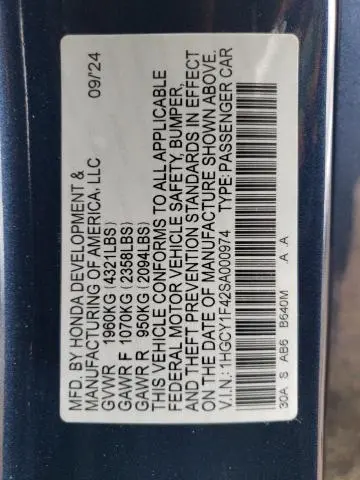 MFD. BY HONDA DEVELOPMENT &
MANUFACTURING OF AMERICA, LLC 09/24
GVWR 1960KG (4321LBS)
GAWR F 1070KG (2358LBS)
GAWR R 950KG (2094LBS)
THIS VEHICLE CONFORMS TO ALL APPLICABLE
FEDERAL MOTOR VEHICLE SAFETY, BUMPER,
AND THEFT PREVENTION STANDARDS IN EFFECT
ON THE DATE OF MANUFACTURE SHOWN ABOVE.
V.I.N.: 1HGCY1F42SA000974 TYPE: PASSENGER CAR
30A S AB6 B640M A A